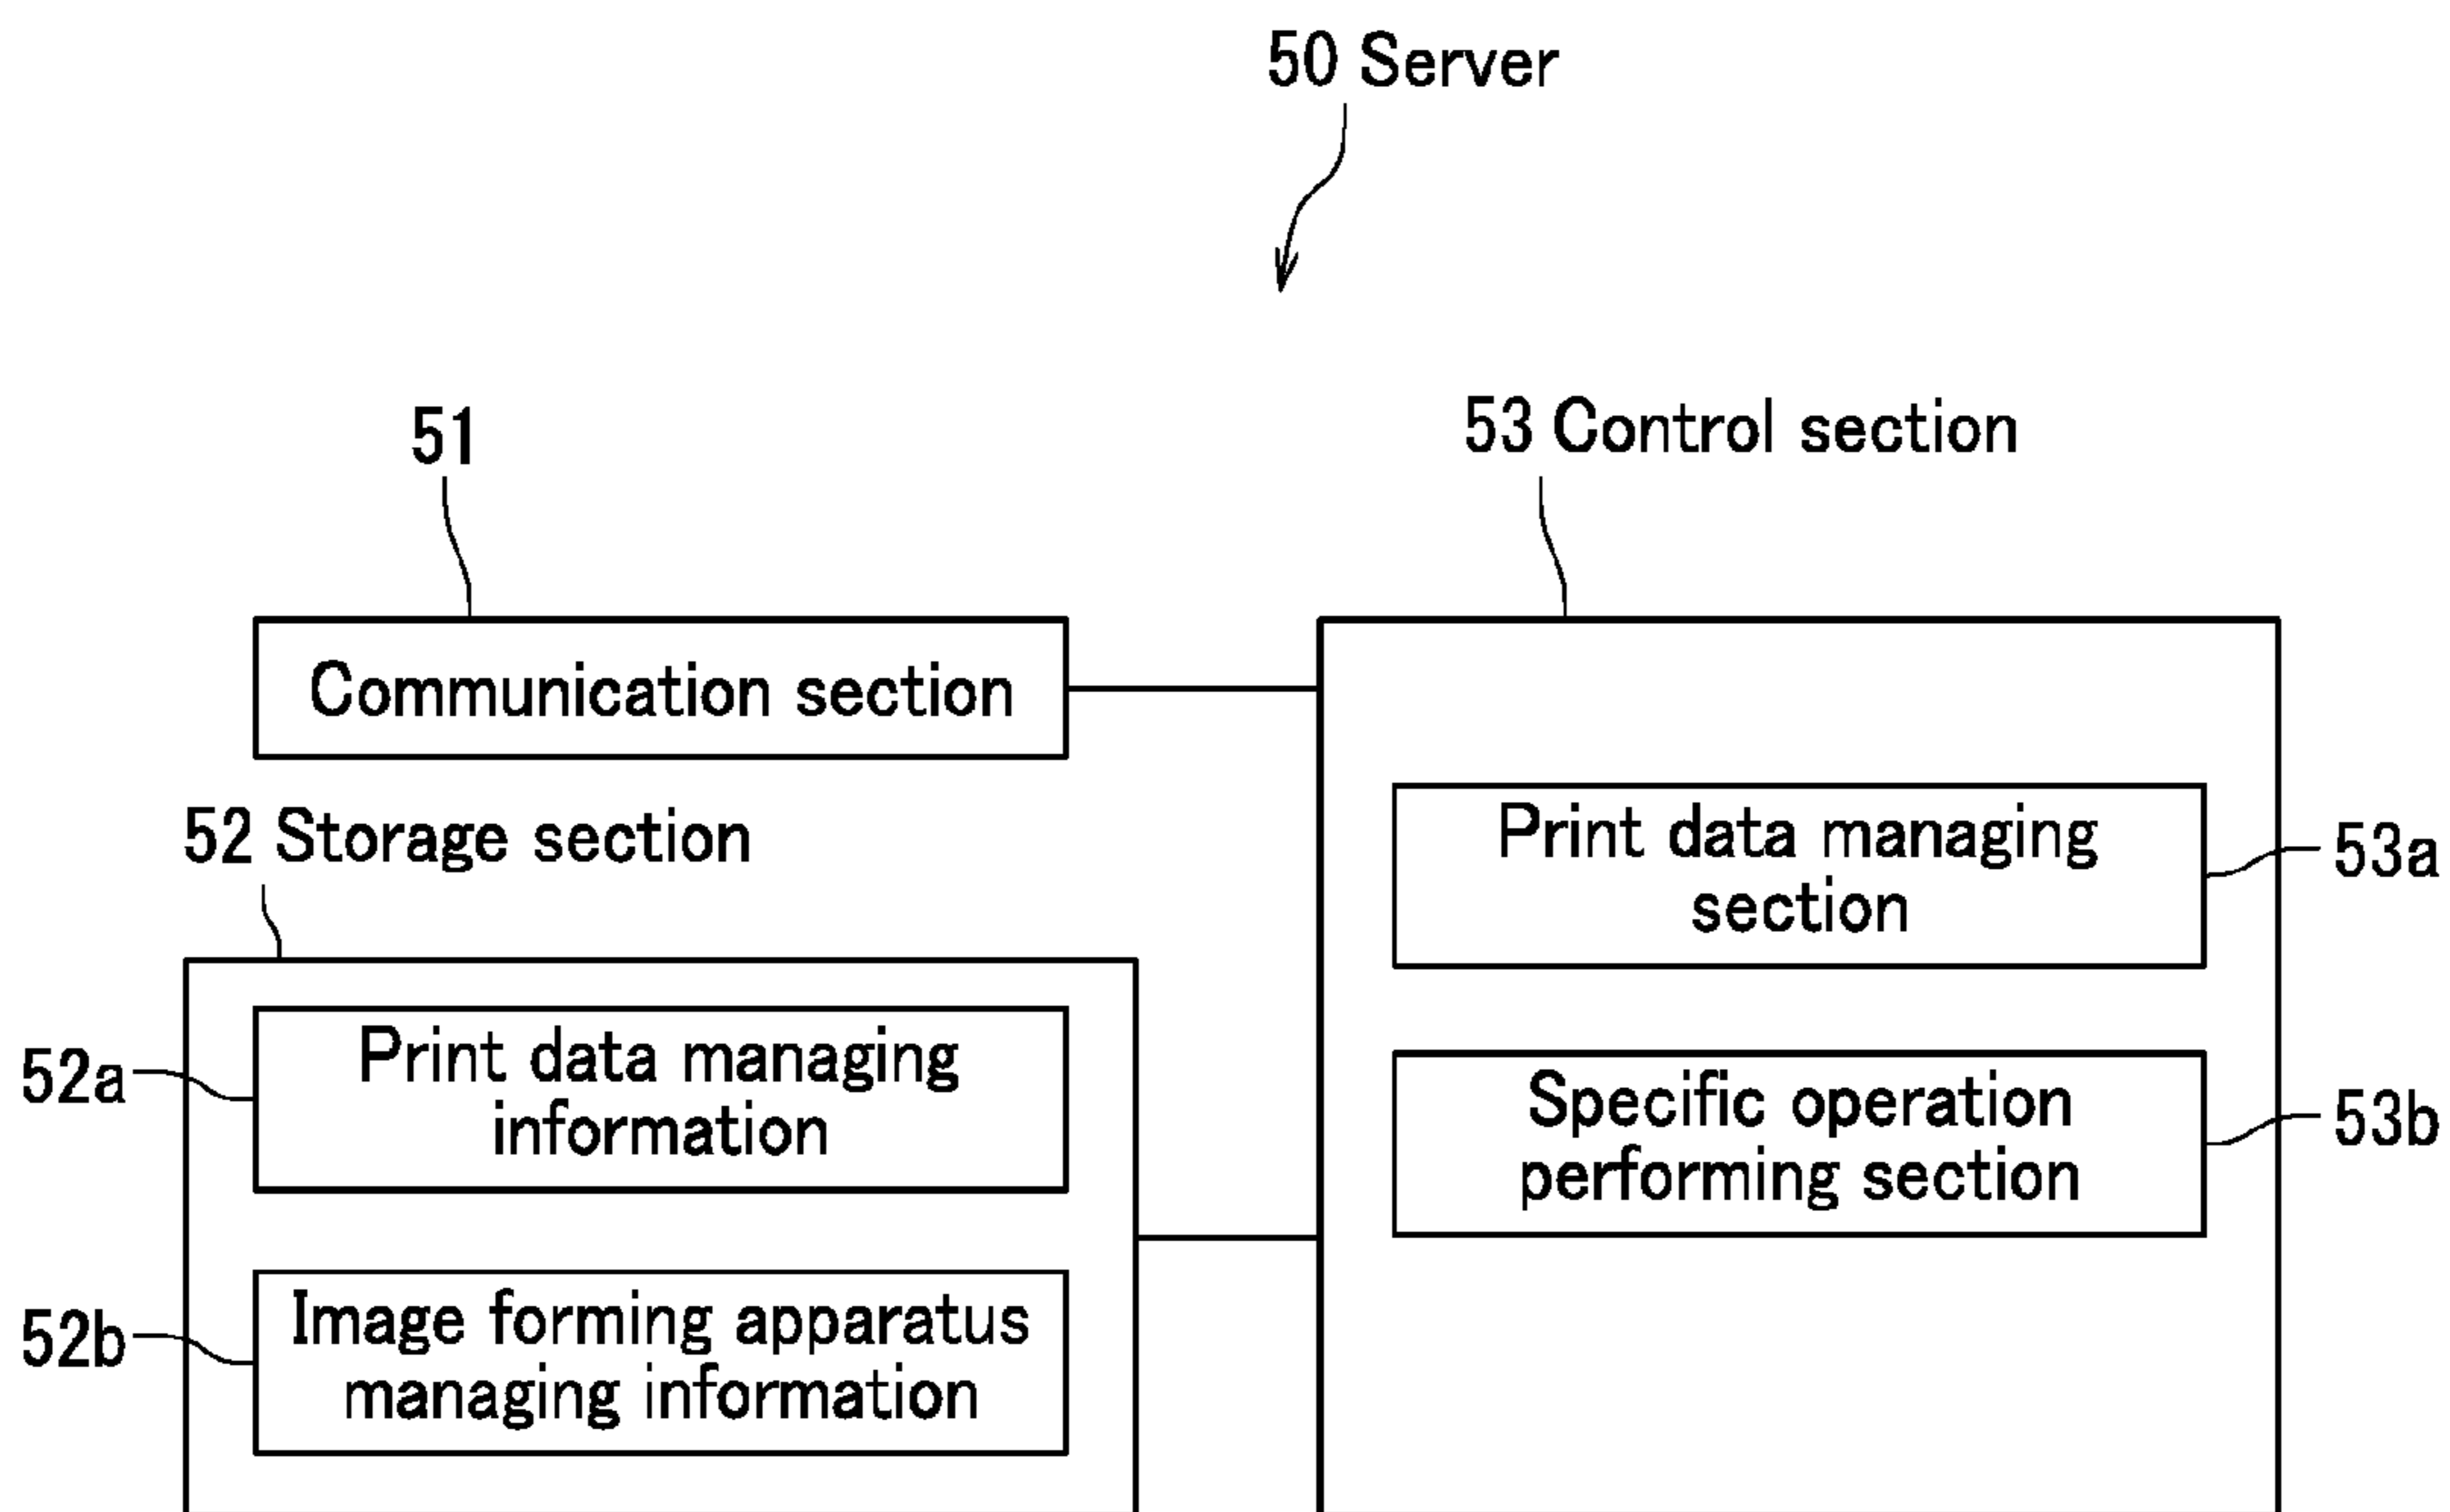 50 Server
51
53 Control section
Communication section
52 Storage section
Print data managing
section
53a
52a
Print data managing
information
Specific operation
performing section
53b
52b
Image forming apparatus
managing information